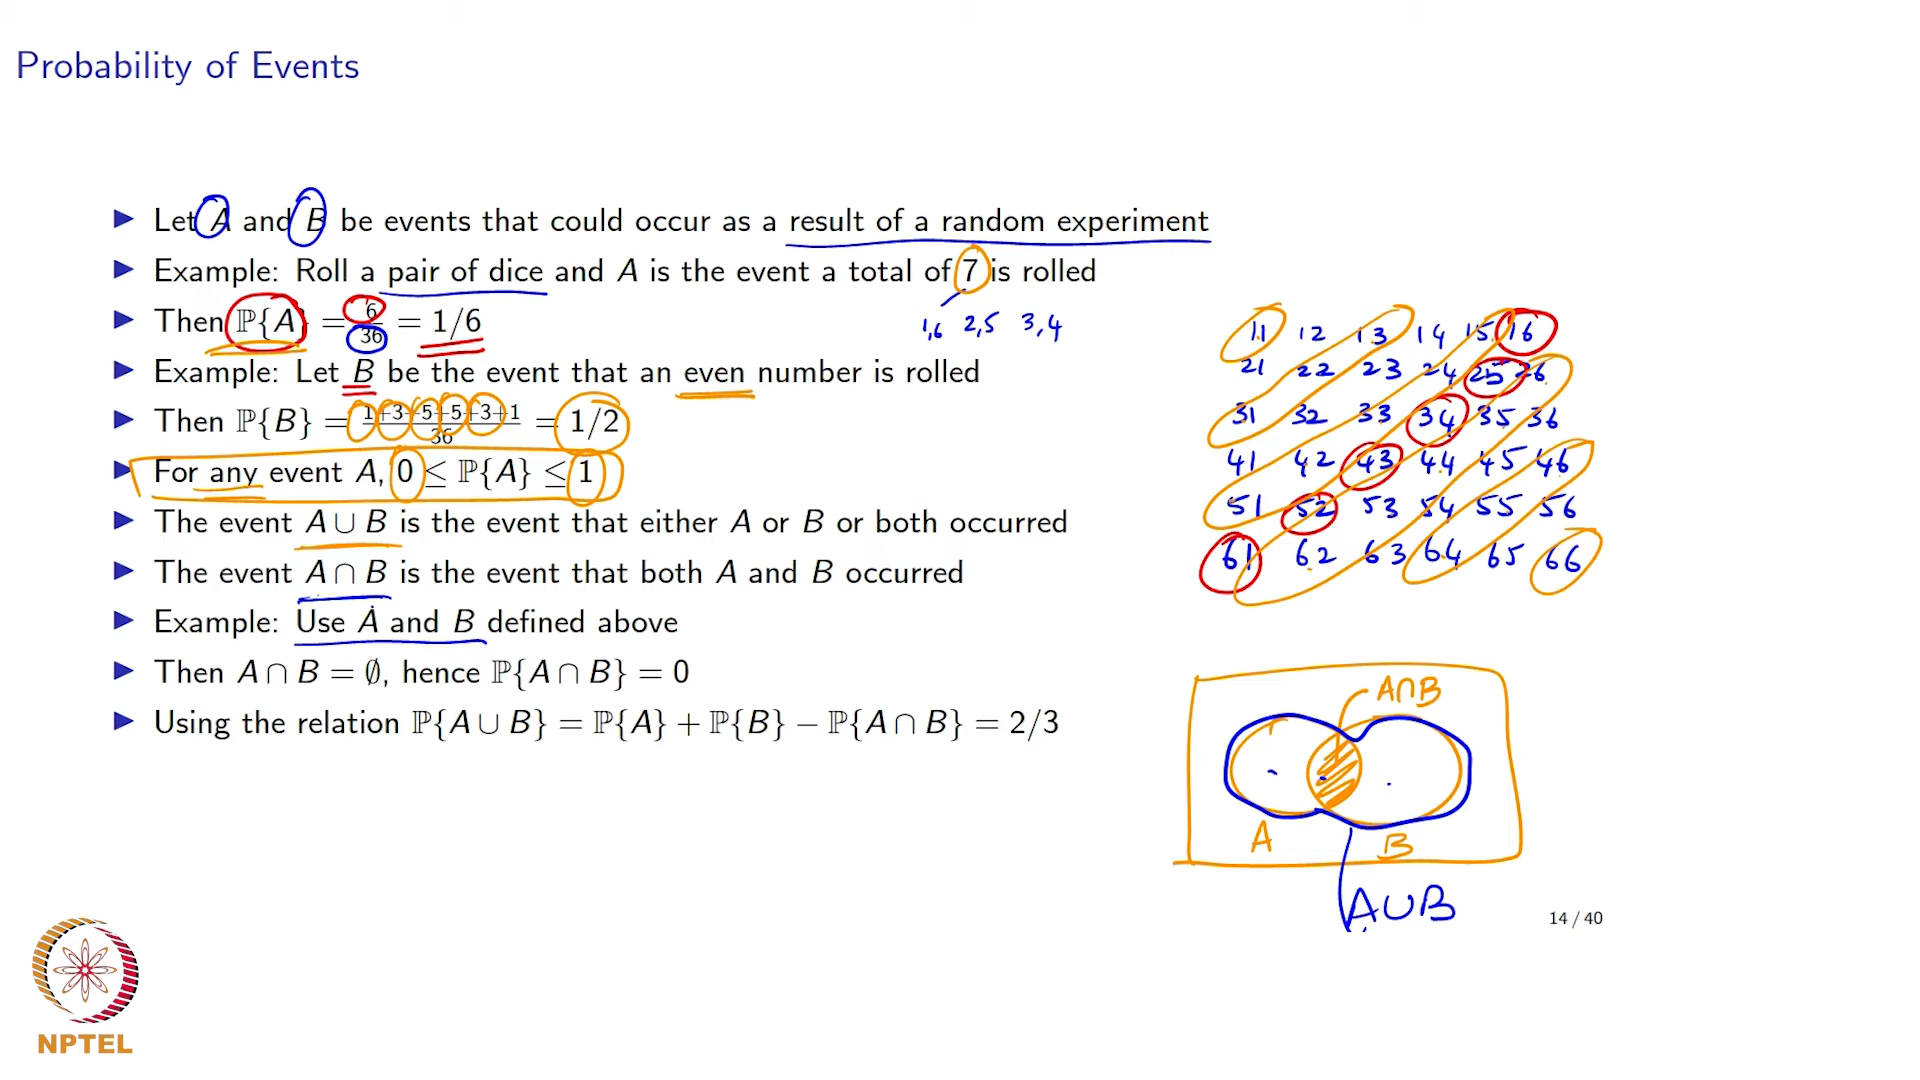 Probability of Events
▶ Let A and B be events that could occur as a result of a random experiment
▶ Example: Roll a pair of dice and A is the event a total of 7 is rolled
▶ Then ℙ{A} = 6/36 = 1/6
1,6 2,5 3,4
▶ Example: Let B be the event that an even number is rolled
▶ Then ℙ{B} = (1+3+5+5+3+1)/36 = 1/2
▶ For any event A, 0 ≤ ℙ{A} ≤ 1
▶ The event A ∪ B is the event that either A or B or both occurred
▶ The event A ∩ B is the event that both A and B occurred
▶ Example: Use A and B defined above
▶ Then A ∩ B = ∅, hence ℙ{A ∩ B} = 0
▶ Using the relation ℙ{A ∪ B} = ℙ{A} + ℙ{B} − ℙ{A ∩ B} = 2/3
11 12 13 14 15 16
21 22 23 24 25 26
31 32 33 34 35 36
41 42 43 44 45 46
51 52 53 54 55 56
61 62 63 64 65 66
A∩B
A B
A∪B
14 / 40
NPTEL